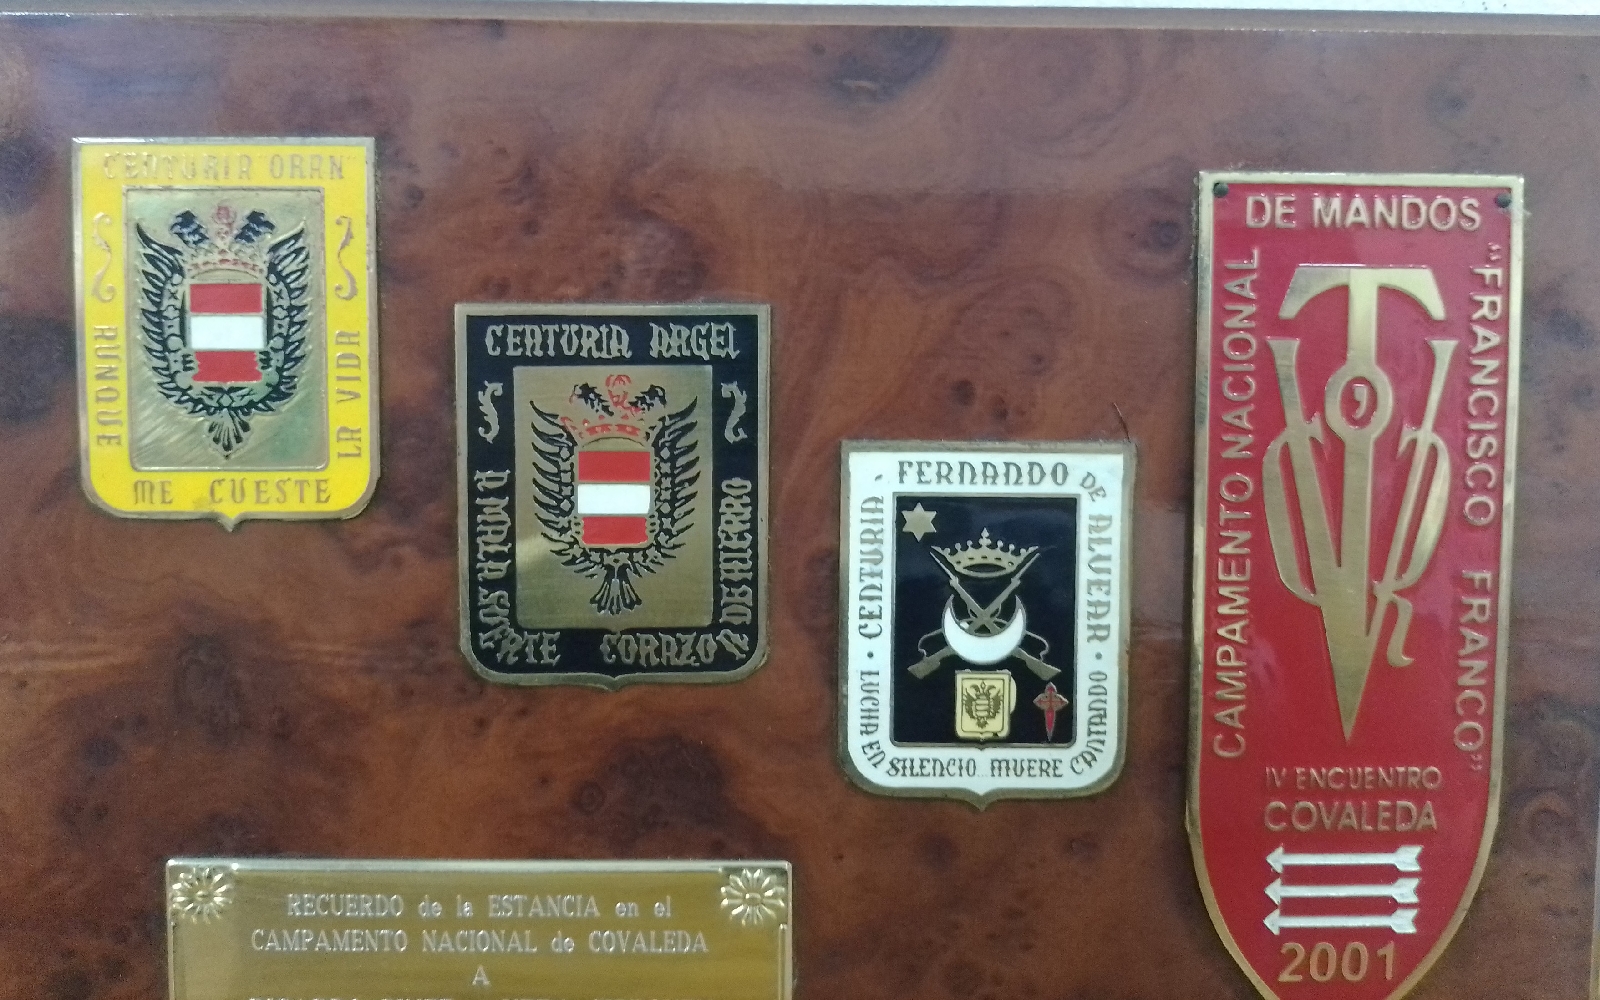 CENTURIA "ORAN"
AUNQUE
ME CUESTE
LA VIDA
CENTURIA ARGEL
A MALA SUERTE
CORAZON DE HIERRO
CENTURIA FERNANDO DE ALVEAR
LUCHA EN SILENCIO... MUERE CANTANDO
CAMPAMENTO NACIONAL
DE MANDOS
"FRANCISCO FRANCO"
IV ENCUENTRO
COVALEDA
2001
RECUERDO de la ESTANCIA en el
CAMPAMENTO NACIONAL de COVALEDA
A